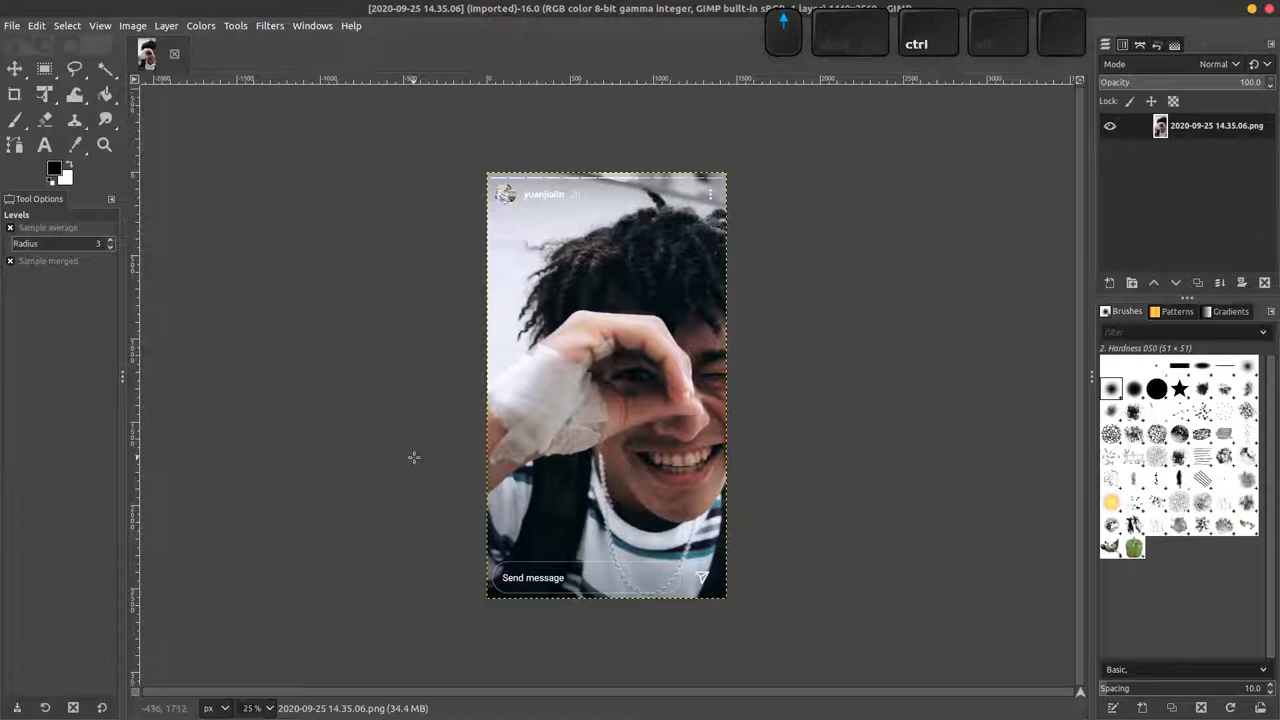 [2020-09-25 14.35.06] (imported)-16.0 (RGB color 8-bit gamma integer, GIMP built-in sRGB, 1 layer) 1440x2560 – GIMP
File Edit Select View Image Layer Colors Tools Filters Windows Help
ctrl
Mode Normal
Opacity 100.0
Lock:
2020-09-25 14.35.06.png
Tool Options
Levels
Sample average
Radius 3
Sample merged
yuanjialin 2h
Send message
Brushes Patterns Gradients
Filter
2. Hardness 050 (51 × 51)
Basic,
Spacing 10.0
-436, 1712 px 25 % 2020-09-25 14.35.06.png (34.4 MB)